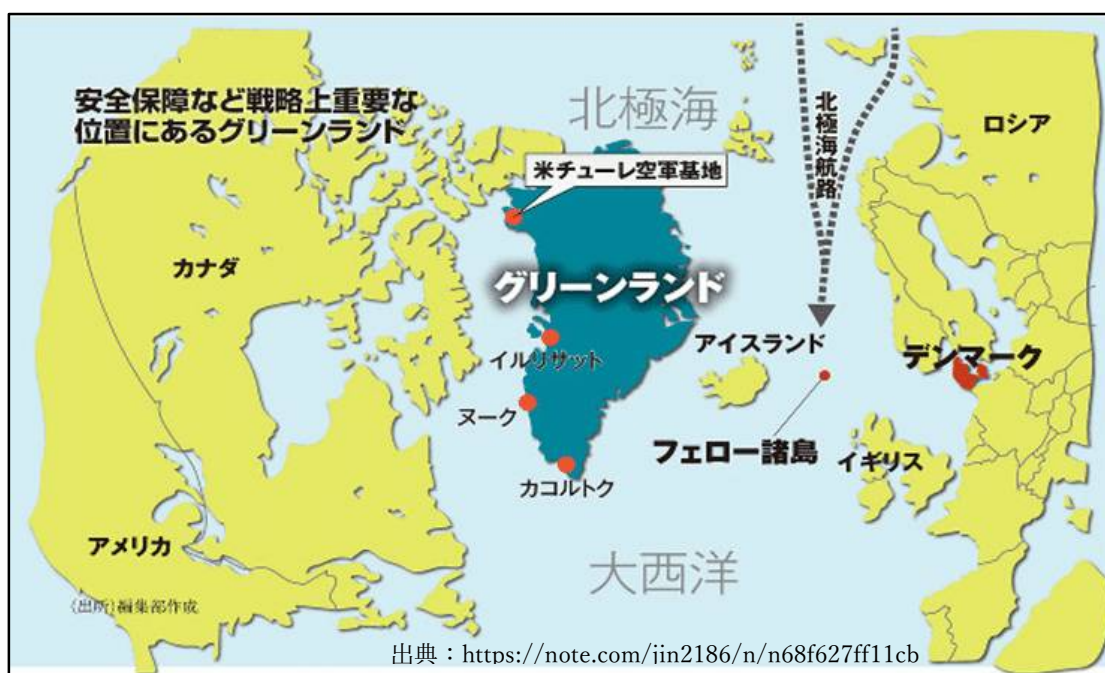 安全保障など戦略上重要な
位置にあるグリーンランド
北極海
北極海航路
ロシア
米チューレ空軍基地
カナダ
グリーンランド
アイスランド
デンマーク
イルリサット
ヌーク
フェロー諸島
イギリス
カコルトク
アメリカ
大西洋
《出所》編集部作成
出典：https://note.com/jin2186/n/n68f627ff11cb